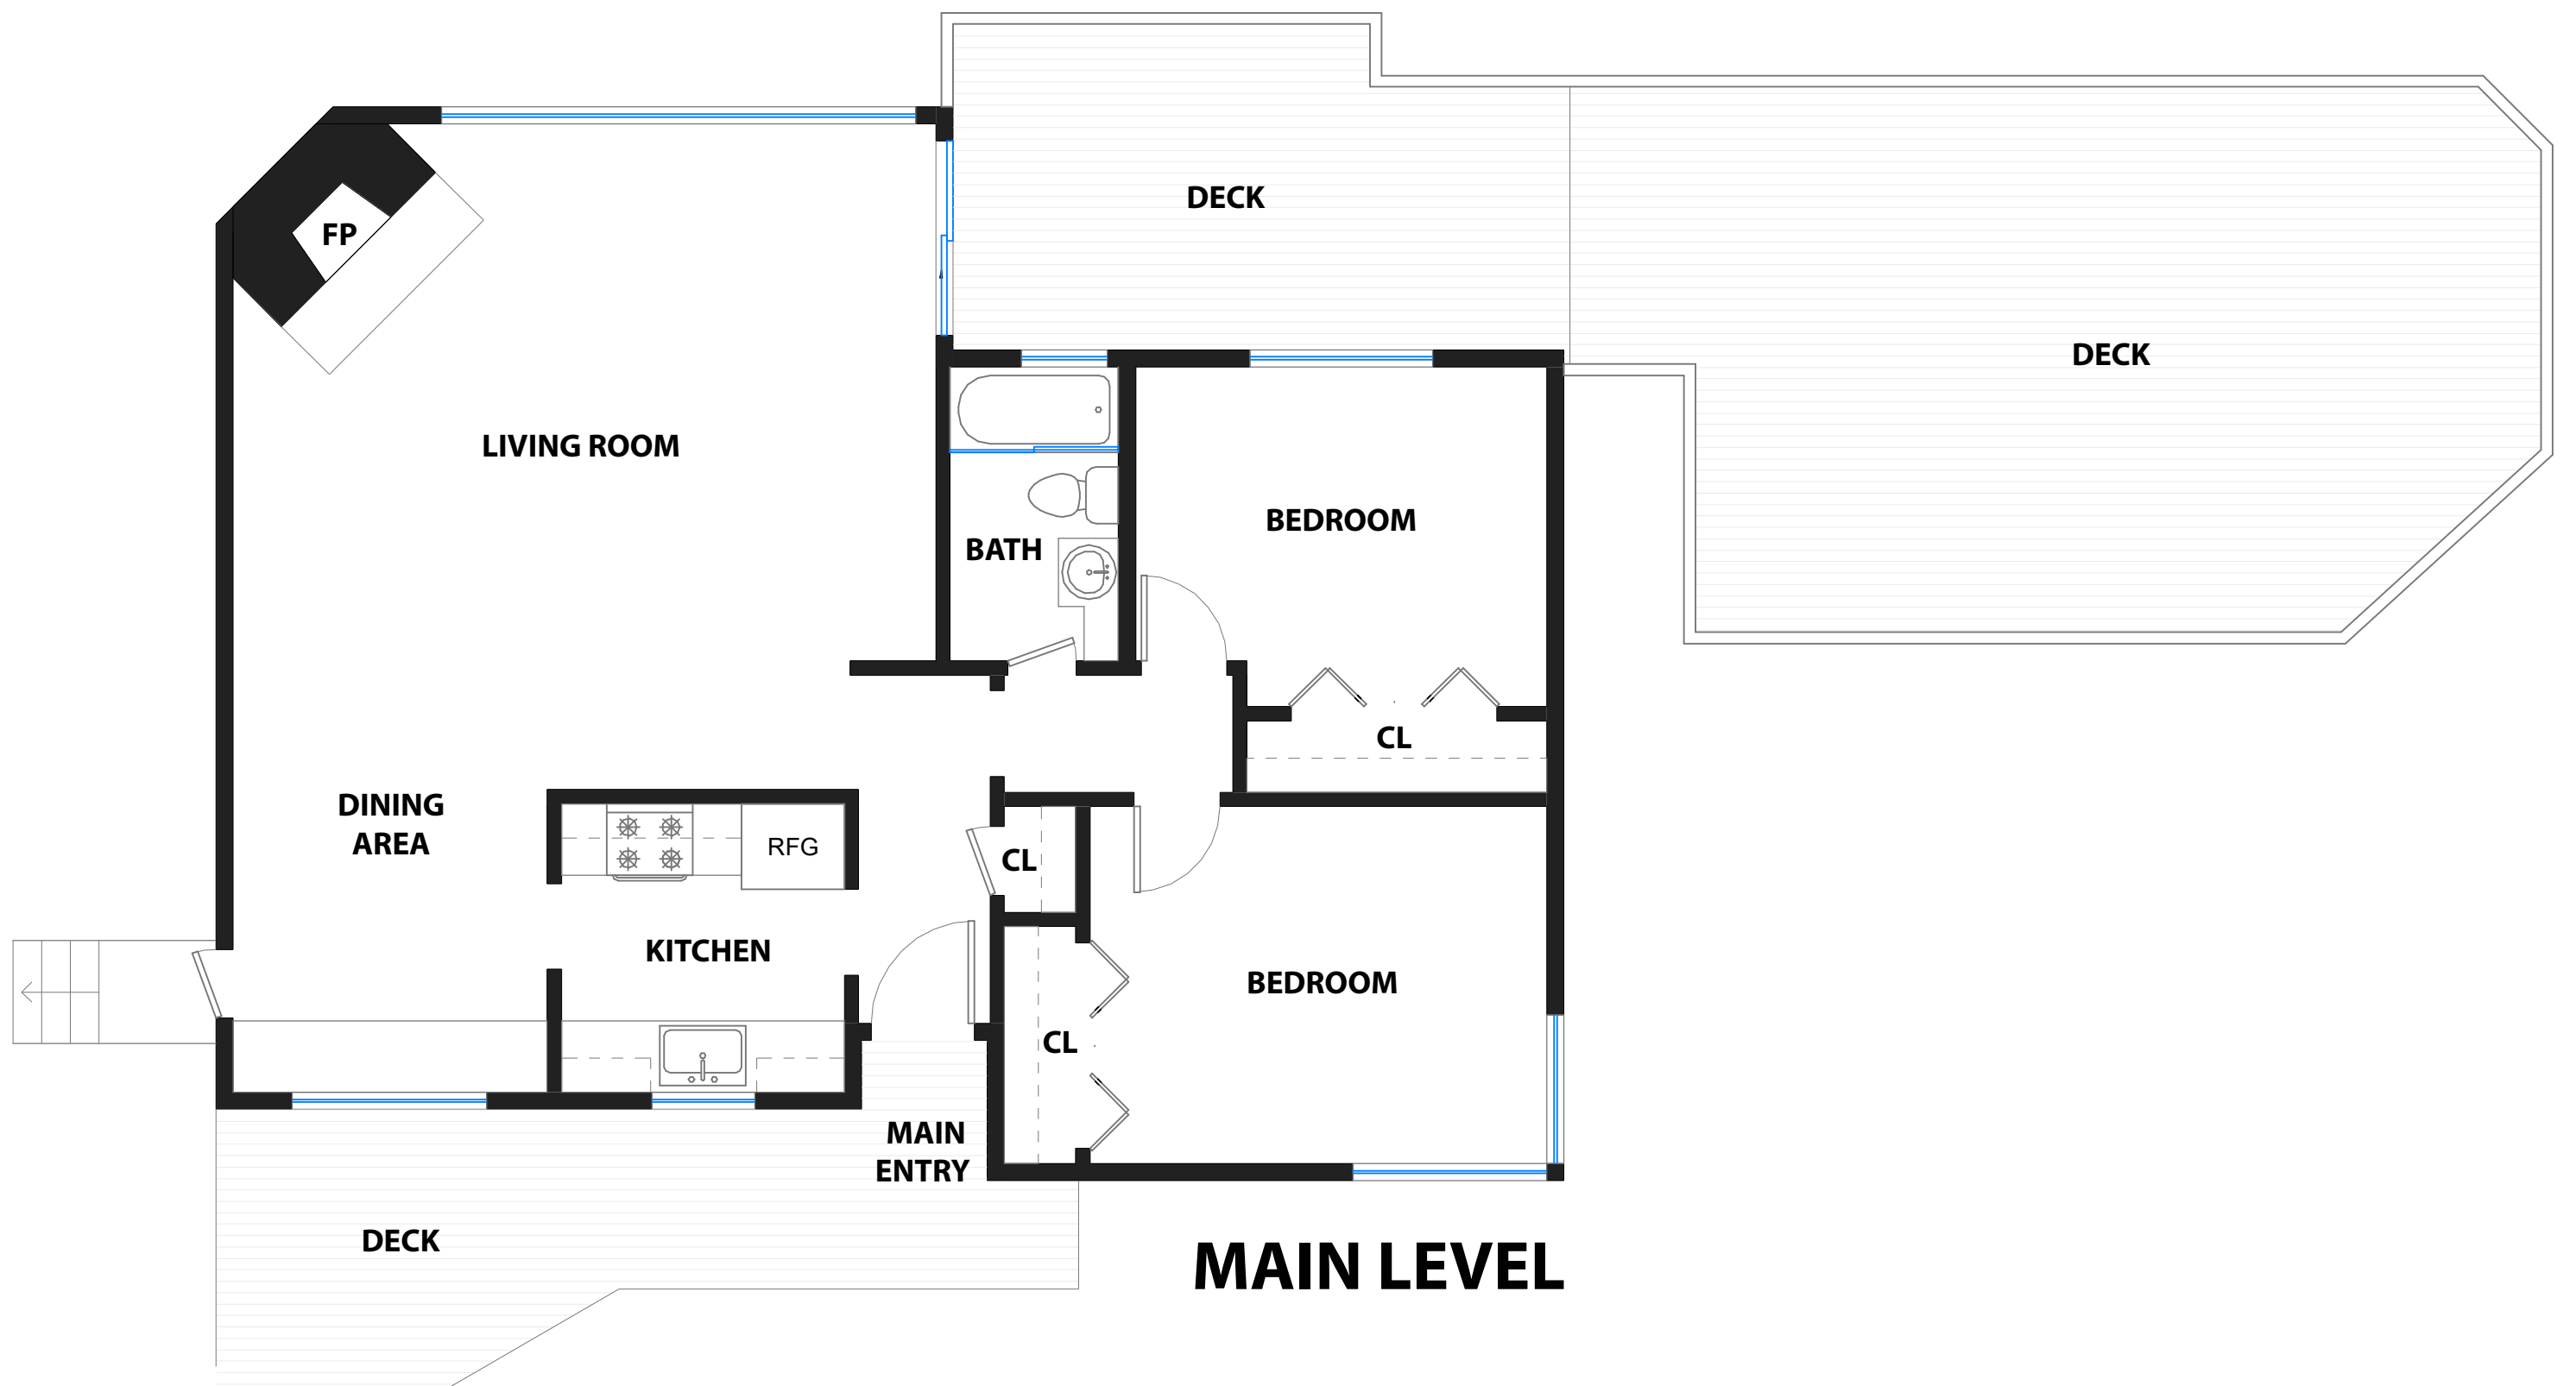 DECK
FP
DECK
LIVING ROOM
BEDROOM
BATH
CL
DINING
AREA
RFG
CL
KITCHEN
BEDROOM
CL
MAIN
ENTRY
DECK
MAIN LEVEL